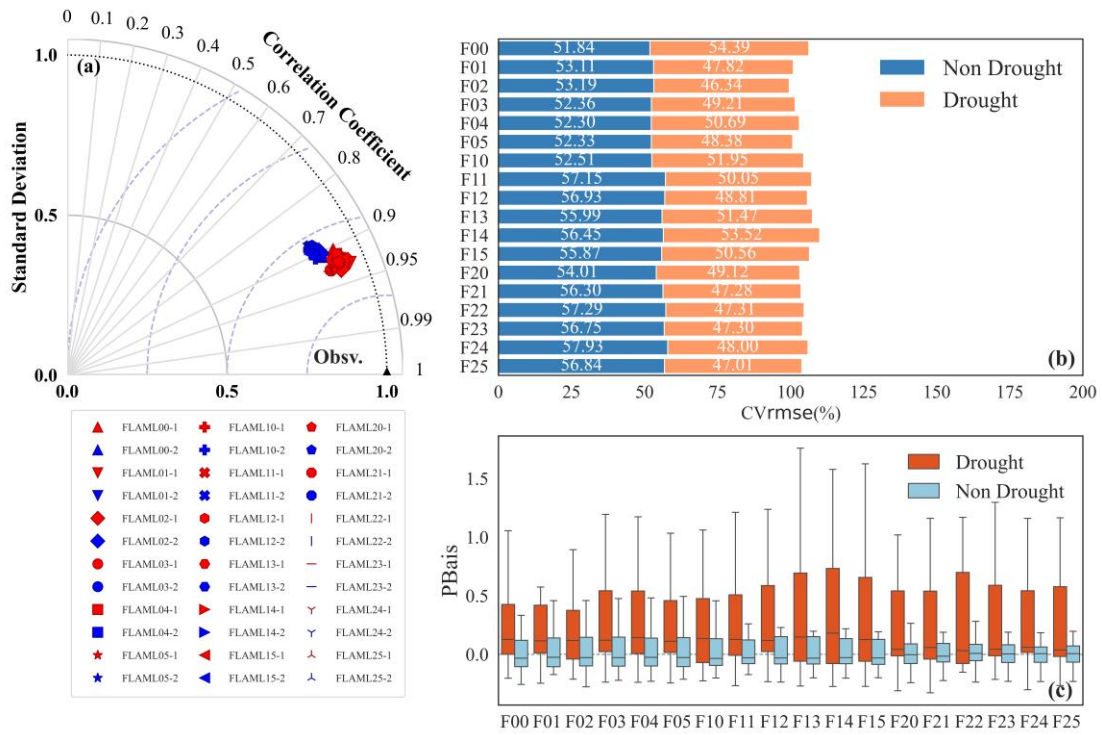 0 0.1 0.2 0.3 0.4 0.5 0.6 0.7 0.8 0.9 0.95 0.99 1
Correlation Coefficient
(a)
Standard Deviation
1.0
0.5
0.0
0.0 0.5 1.0
Obsv.
FLAML00-1 FLAML10-1 FLAML20-1
FLAML00-2 FLAML10-2 FLAML20-2
FLAML01-1 FLAML11-1 FLAML21-1
FLAML01-2 FLAML11-2 FLAML21-2
FLAML02-1 FLAML12-1 FLAML22-1
FLAML02-2 FLAML12-2 FLAML22-2
FLAML03-1 FLAML13-1 FLAML23-1
FLAML03-2 FLAML13-2 FLAML23-2
FLAML04-1 FLAML14-1 FLAML24-1
FLAML04-2 FLAML14-2 FLAML24-2
FLAML05-1 FLAML15-1 FLAML25-1
FLAML05-2 FLAML15-2 FLAML25-2
F00 51.84 54.39
F01 53.11 47.82
F02 53.19 46.34
F03 52.36 49.21
F04 52.30 50.69
F05 52.33 48.38
F10 52.51 51.95
F11 57.15 50.05
F12 56.93 48.81
F13 55.99 51.47
F14 56.45 53.52
F15 55.87 50.56
F20 54.01 49.12
F21 56.30 47.28
F22 57.29 47.31
F23 56.75 47.30
F24 57.93 48.00
F25 56.84 47.01
Non Drought
Drought
(b)
0 25 50 75 100 125 150 175 200
CVrmse(%)
PBais
1.5
1.0
0.5
0.0
Drought
Non Drought
(c)
F00 F01 F02 F03 F04 F05 F10 F11 F12 F13 F14 F15 F20 F21 F22 F23 F24 F25